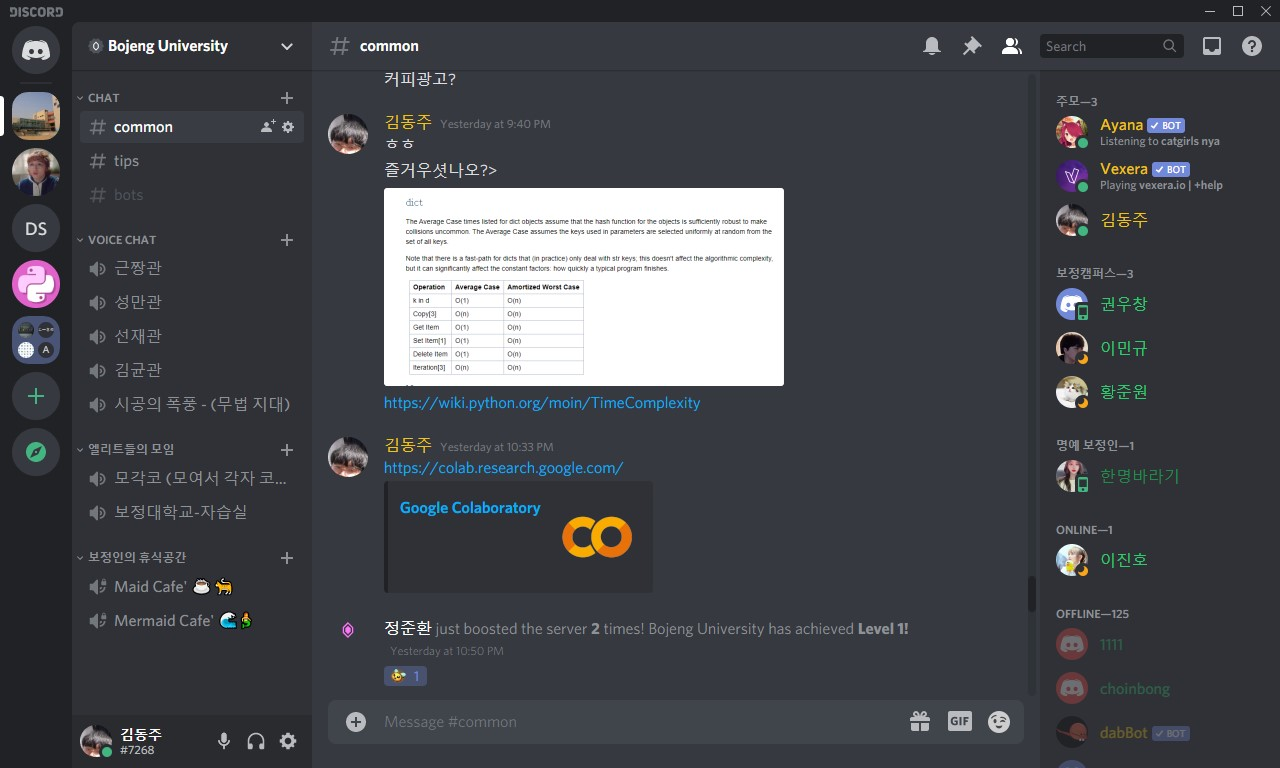 DISCORD
Bojeng University
CHAT
common
tips
bots
VOICE CHAT
근짱관
성만관
선재관
김균관
시공의 폭풍 - (무법 지대)
엘리트들의 모임
모각코 (모여서 각자 코...
보정대학교-자습실
보정인의 휴식공간
Maid Cafe'
Mermaid Cafe'
김동주
#7268
DS
A
common
Search
커피광고?
김동주 Yesterday at 9:40 PM
ㅎㅎ
즐거우셧나오?>
dict
The Average Case times listed for dict objects assume that the hash function for the objects is sufficiently robust to make
collisions uncommon. The Average Case assumes the keys used in parameters are selected uniformly at random from the
set of all keys.
Note that there is a fast-path for dicts that (in practice) only deal with str keys; this doesn't affect the algorithmic complexity,
but it can significantly affect the constant factors: how quickly a typical program finishes.
Operation Average Case Amortized Worst Case
k in d O(1) O(n)
Copy[3] O(n) O(n)
Get Item O(1) O(n)
Set Item[1] O(1) O(n)
Delete Item O(1) O(n)
Iteration[3] O(n) O(n)
https://wiki.python.org/moin/TimeComplexity
김동주 Yesterday at 10:33 PM
https://colab.research.google.com/
Google Colaboratory
정준환 just boosted the server 2 times! Bojeng University has achieved Level 1!
Yesterday at 10:50 PM
1
Message #common
GIF
주모—3
Ayana BOT
Listening to catgirls nya
Vexera BOT
Playing vexera.io | +help
김동주
보정캠퍼스—3
권우창
이민규
황준원
명예 보정인—1
한명바라기
ONLINE—1
이진호
OFFLINE—125
1111
choinbong
dabBot BOT